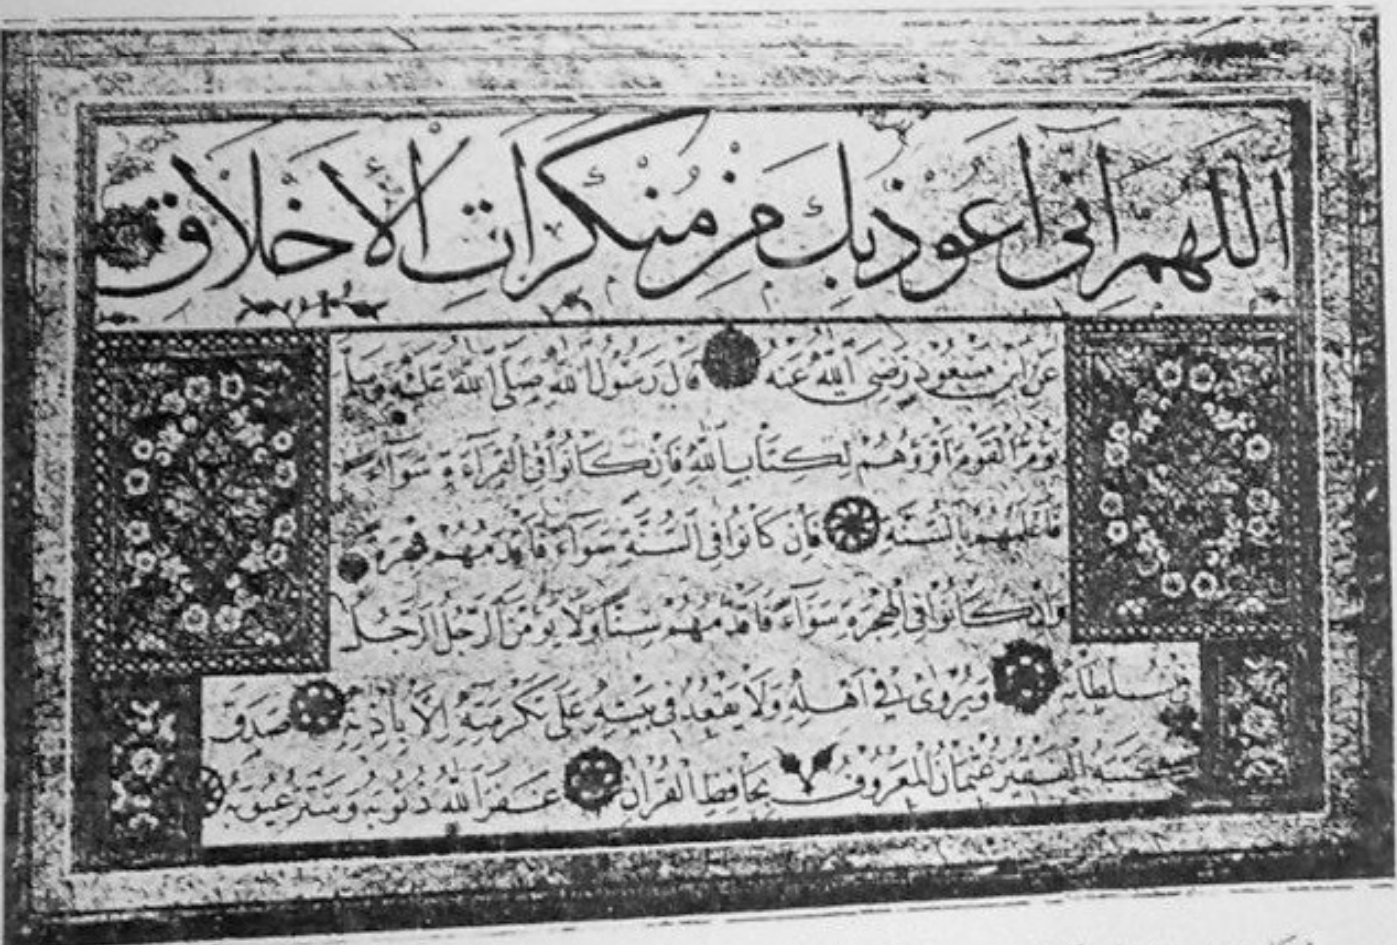 اللهم اني اعوذ بك من منكرات الاخلاق
عن ابن مسعود رضي الله عنه قال رسول الله صلى الله عليه وسلم
يؤم القوم اقرؤهم لكتاب الله فان كانوا في القراءة سواء
فاعلمهم بالسنة فان كانوا في السنة سواء فاقدمهم هجرة
وان كانوا في الهجرة سواء فاقدمهم سنا ولا يؤمن الرجل الرجل
في سلطانه ويروى في اهله ولا يقعد في بيته على تكرمته الا باذنه صدق
كتبه الفقير عثمان المعروف بحافظ القرآن غفر الله ذنوبه وستر عيوبه